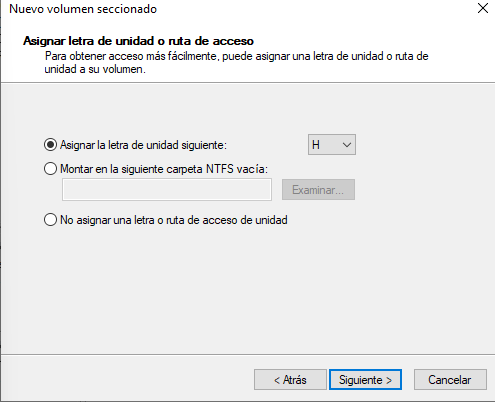 Nuevo volumen seccionado
Asignar letra de unidad o ruta de acceso
Para obtener acceso más fácilmente, puede asignar una letra de unidad o ruta de
unidad a su volumen.
Asignar la letra de unidad siguiente:
H
Montar en la siguiente carpeta NTFS vacía:
Examinar...
No asignar una letra o ruta de acceso de unidad
< Atrás
Siguiente >
Cancelar